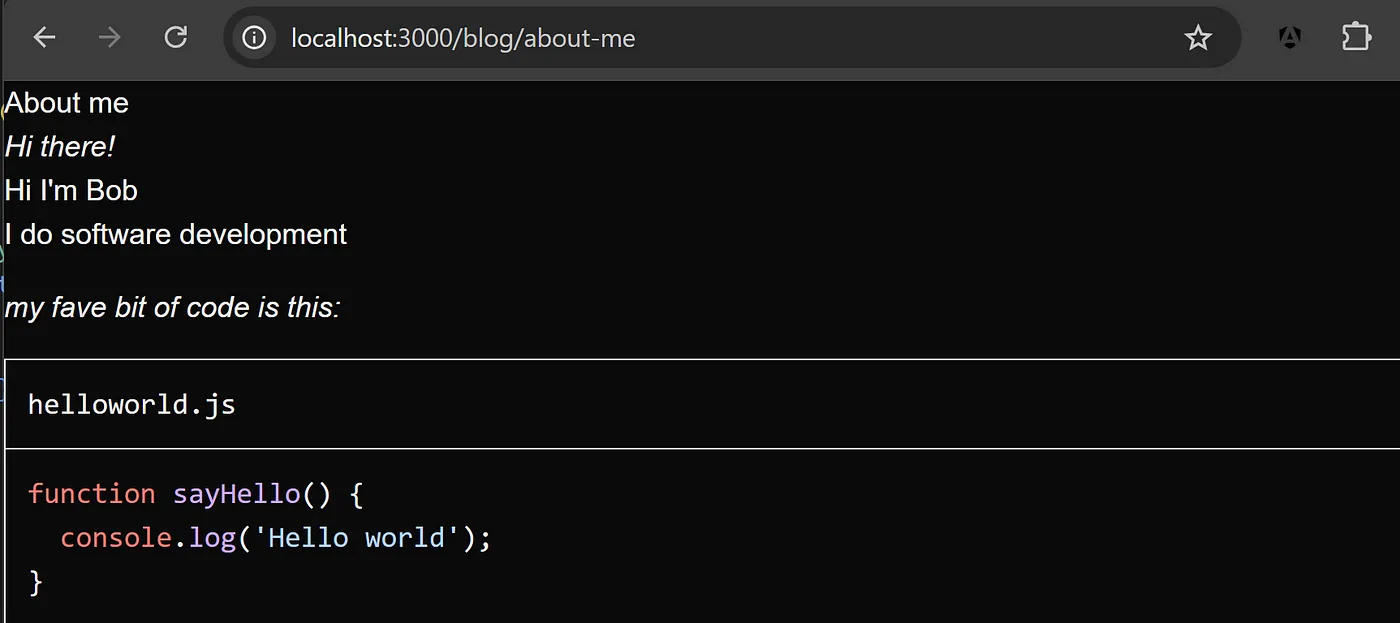 localhost:3000/blog/about-me
About me
Hi there!
Hi I'm Bob
I do software development
my fave bit of code is this:
helloworld.js
function sayHello() {
  console.log('Hello world');
}